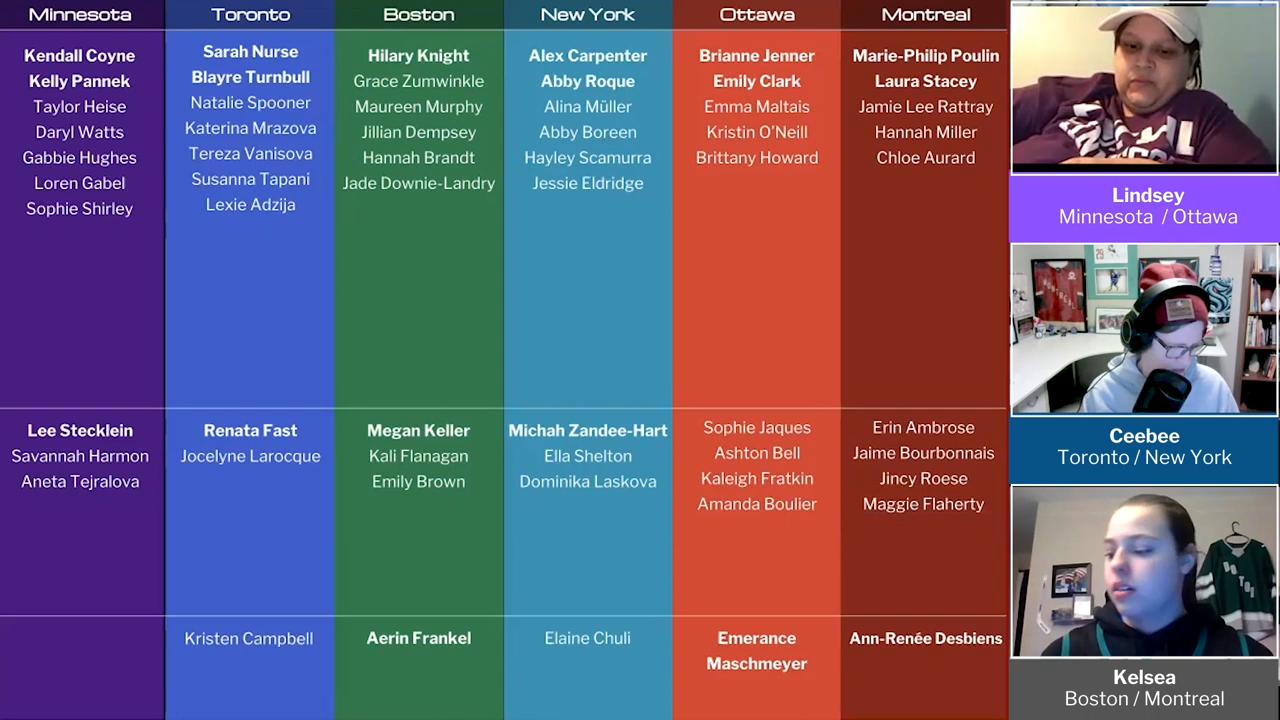 Minnesota
Kendall Coyne
Kelly Pannek
Taylor Heise
Daryl Watts
Gabbie Hughes
Loren Gabel
Sophie Shirley
Lee Stecklein
Savannah Harmon
Aneta Tejralova
Toronto
Sarah Nurse
Blayre Turnbull
Natalie Spooner
Katerina Mrazova
Tereza Vanisova
Susanna Tapani
Lexie Adzija
Renata Fast
Jocelyne Larocque
Kristen Campbell
Boston
Hilary Knight
Grace Zumwinkle
Maureen Murphy
Jillian Dempsey
Hannah Brandt
Jade Downie-Landry
Megan Keller
Kali Flanagan
Emily Brown
Aerin Frankel
New York
Alex Carpenter
Abby Roque
Alina Müller
Abby Boreen
Hayley Scamurra
Jessie Eldridge
Michah Zandee-Hart
Ella Shelton
Dominika Laskova
Elaine Chuli
Ottawa
Brianne Jenner
Emily Clark
Emma Maltais
Kristin O'Neill
Brittany Howard
Sophie Jaques
Ashton Bell
Kaleigh Fratkin
Amanda Boulier
Emerance
Maschmeyer
Montreal
Marie-Philip Poulin
Laura Stacey
Jamie Lee Rattray
Hannah Miller
Chloe Aurard
Erin Ambrose
Jaime Bourbonnais
Jincy Roese
Maggie Flaherty
Ann-Renée Desbiens
Lindsey
Minnesota / Ottawa
Ceebee
Toronto / New York
Kelsea
Boston / Montreal